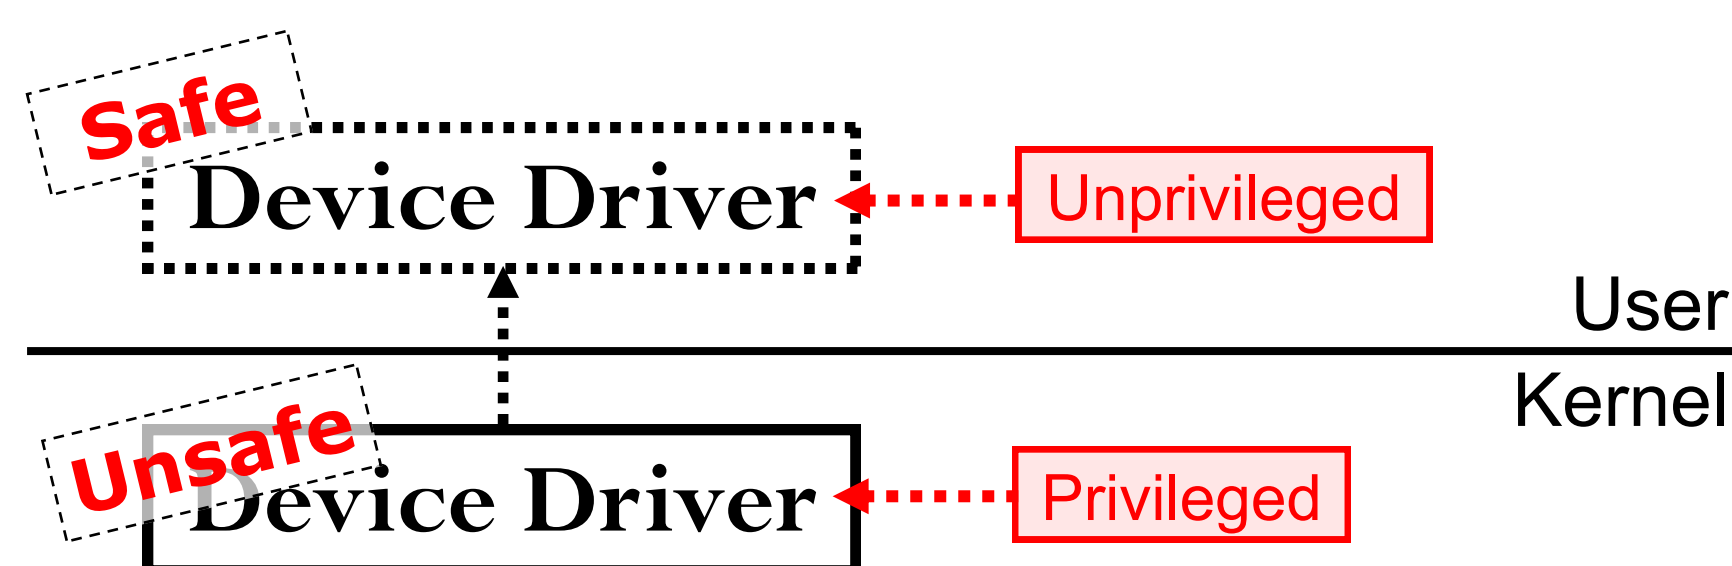 Safe
Device Driver
Unprivileged
User
Kernel
Unsafe
Device Driver
Privileged